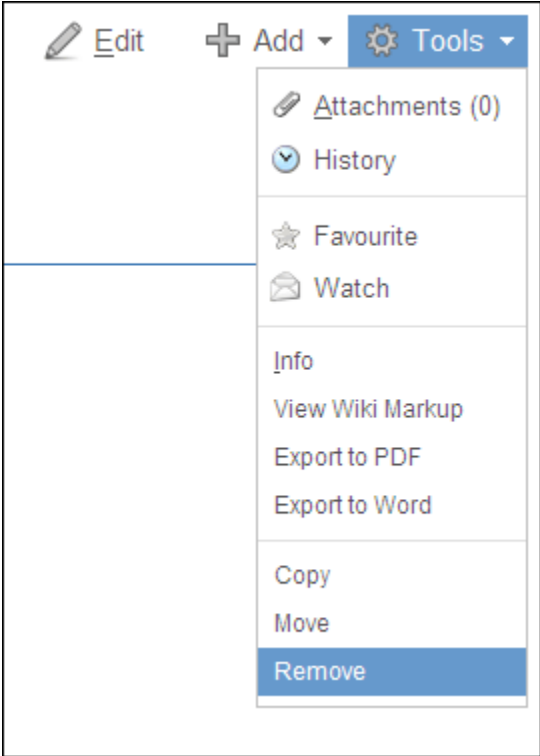 Edit Add Tools
Attachments (0)
History
Favourite
Watch
Info
View Wiki Markup
Export to PDF
Export to Word
Copy
Move
Remove